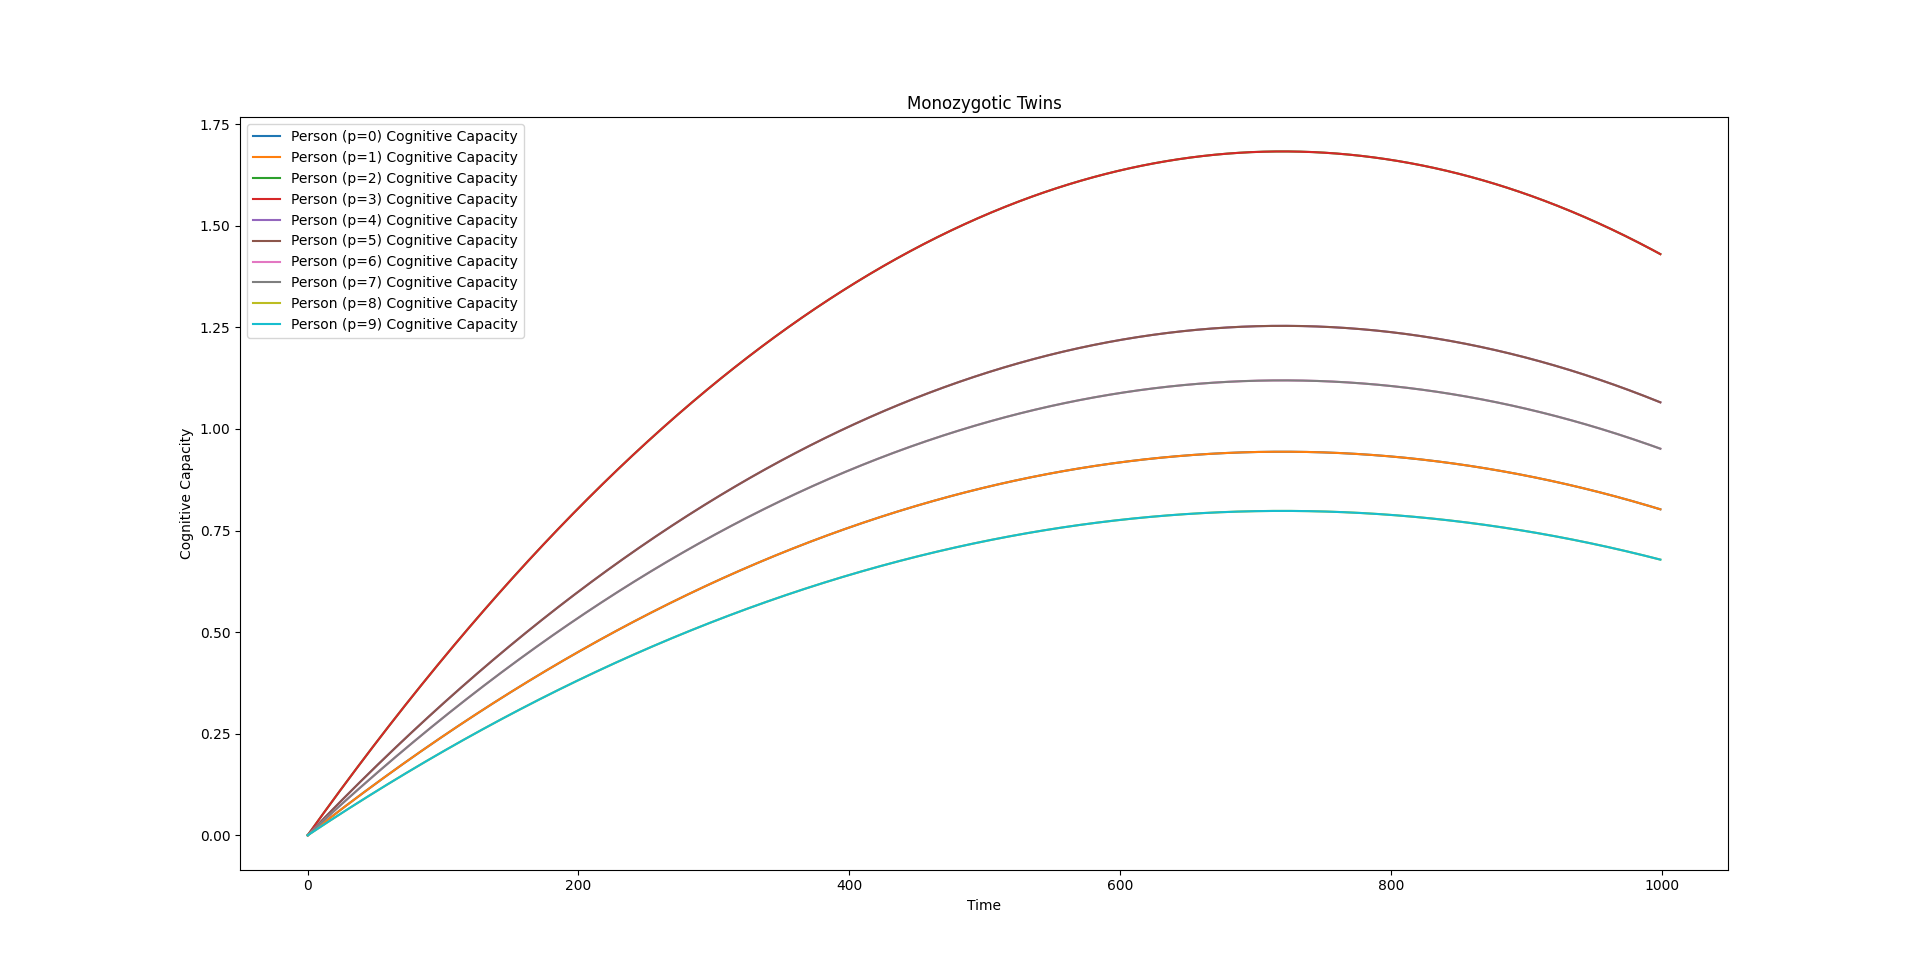 Monozygotic Twins
1.75
1.50
1.25
1.00
0.75
0.50
0.25
0.00
Cognitive Capacity
Person (p=0) Cognitive Capacity
Person (p=1) Cognitive Capacity
Person (p=2) Cognitive Capacity
Person (p=3) Cognitive Capacity
Person (p=4) Cognitive Capacity
Person (p=5) Cognitive Capacity
Person (p=6) Cognitive Capacity
Person (p=7) Cognitive Capacity
Person (p=8) Cognitive Capacity
Person (p=9) Cognitive Capacity
0 200 400 600 800 1000
Time